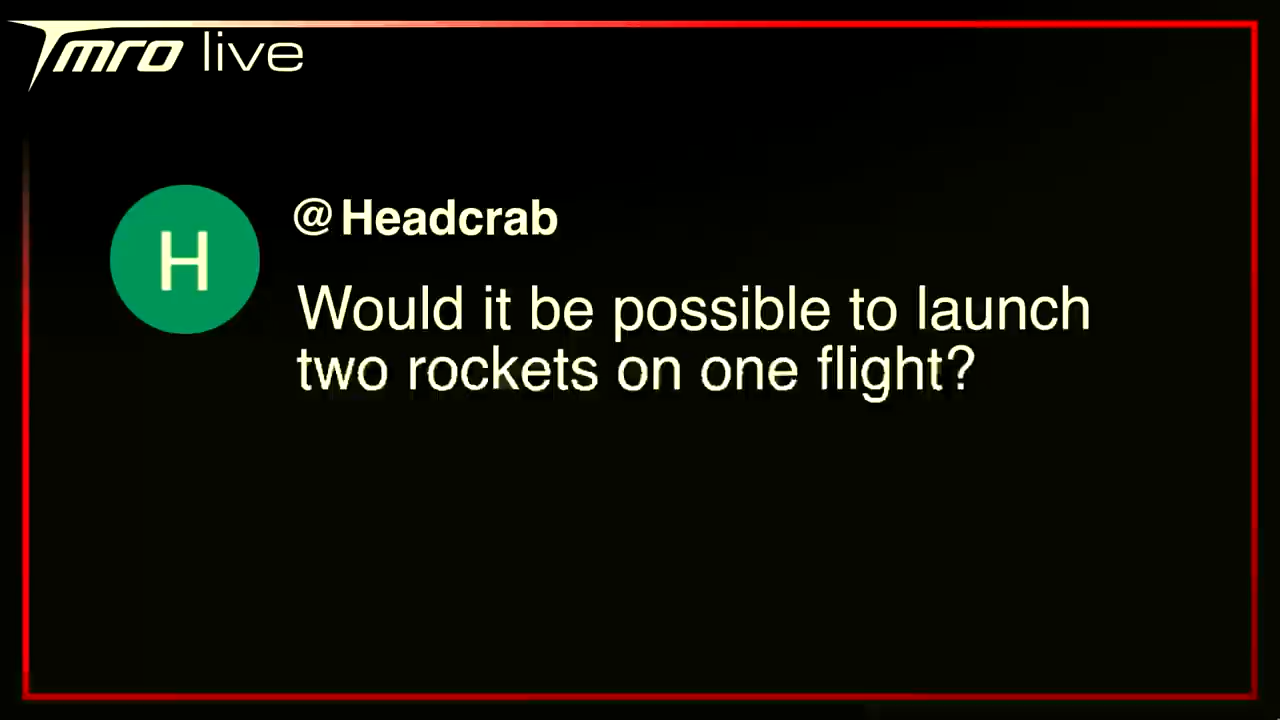 Tmro live
H
@Headcrab
Would it be possible to launch
two rockets on one flight?